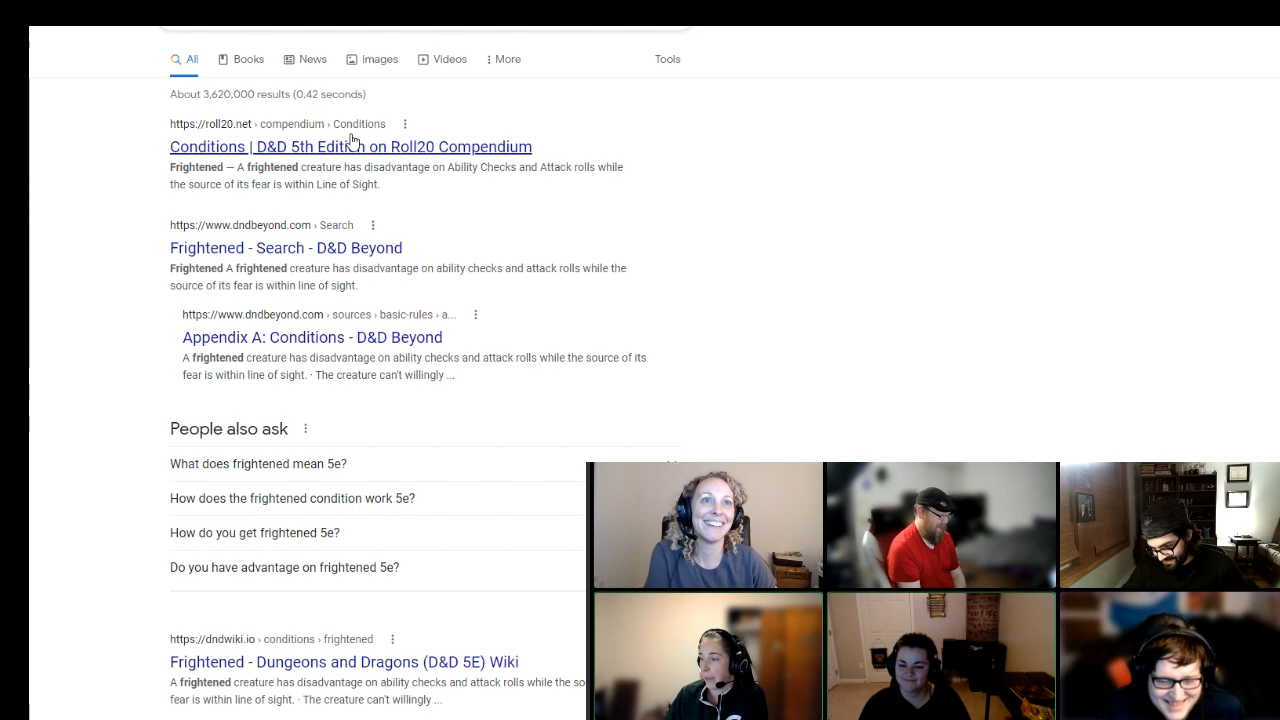 All Books News Images Videos More Tools
About 3,620,000 results (0.42 seconds)
https://roll20.net › compendium › Conditions
Conditions | D&D 5th Edition on Roll20 Compendium
Frightened — A frightened creature has disadvantage on Ability Checks and Attack rolls while
the source of its fear is within Line of Sight.
https://www.dndbeyond.com › Search
Frightened - Search - D&D Beyond
Frightened A frightened creature has disadvantage on ability checks and attack rolls while the
source of its fear is within line of sight.
https://www.dndbeyond.com › sources › basic-rules › a...
Appendix A: Conditions - D&D Beyond
A frightened creature has disadvantage on ability checks and attack rolls while the source of its
fear is within line of sight. · The creature can't willingly ...
People also ask
What does frightened mean 5e?
How does the frightened condition work 5e?
How do you get frightened 5e?
Do you have advantage on frightened 5e?
https://dndwiki.io › conditions › frightened
Frightened - Dungeons and Dragons (D&D 5E) Wiki
A frightened creature has disadvantage on ability checks and attack rolls while the so
fear is within line of sight. · The creature can't willingly ...